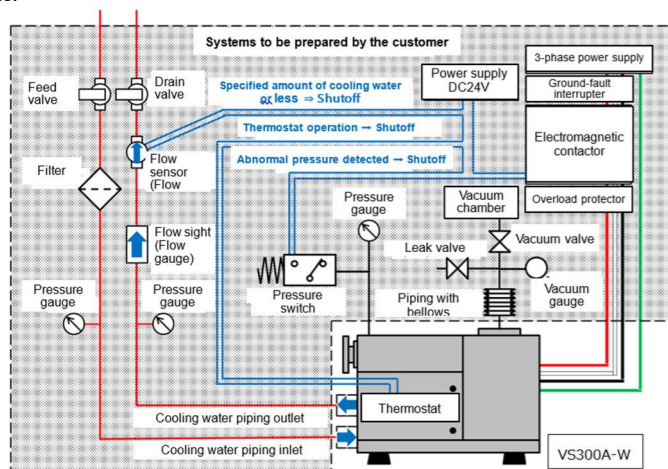 Systems to be prepared by the customer
3-phase power supply
Feed
valve
Drain
valve
Specified amount of cooling water
or less ⇒ Shutoff
Power supply
DC24V
Ground-fault
interrupter
Thermostat operation → Shutoff
Electromagnetic
contactor
Filter
Flow
sensor
(Flow
Abnormal pressure detected → Shutoff
Pressure
gauge
Vacuum
chamber
Overload protector
Flow sight
(Flow
gauge)
Leak valve
Vacuum valve
Pressure
gauge
Pressure
gauge
Pressure
switch
Piping with
bellows
Vacuum
gauge
Thermostat
Cooling water piping outlet
Cooling water piping inlet
VS300A-W